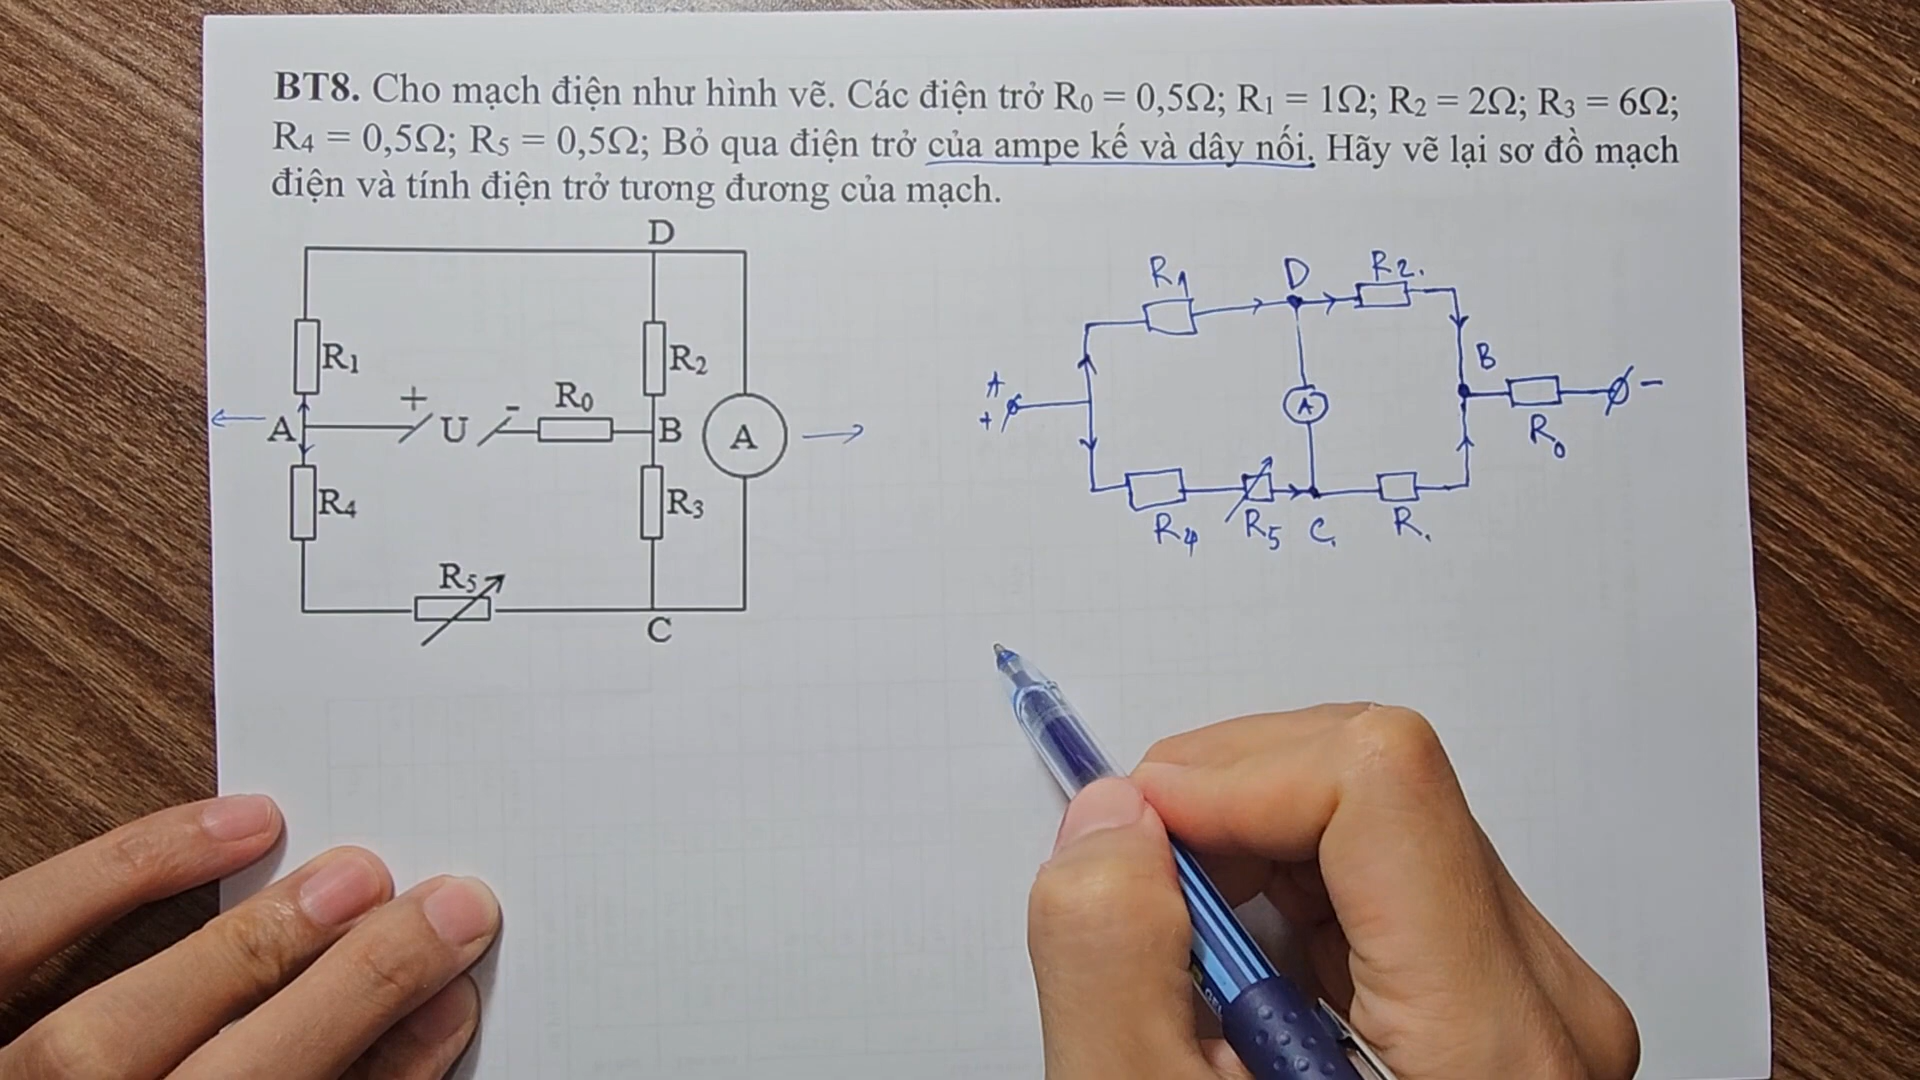 BT8. Cho mạch điện như hình vẽ. Các điện trở R₀ = 0,5Ω; R₁ = 1Ω; R₂ = 2Ω; R₃ = 6Ω;
R₄ = 0,5Ω; R₅ = 0,5Ω; Bỏ qua điện trở của ampe kế và dây nối. Hãy vẽ lại sơ đồ mạch
điện và tính điện trở tương đương của mạch.
D
R₁
R₂
A
+
U
-
R₀
B
A
R₄
R₃
R₅
C
R₁
D
R₂.
A
+
A
B
-
R₀
R₄
R₅
C.
R.